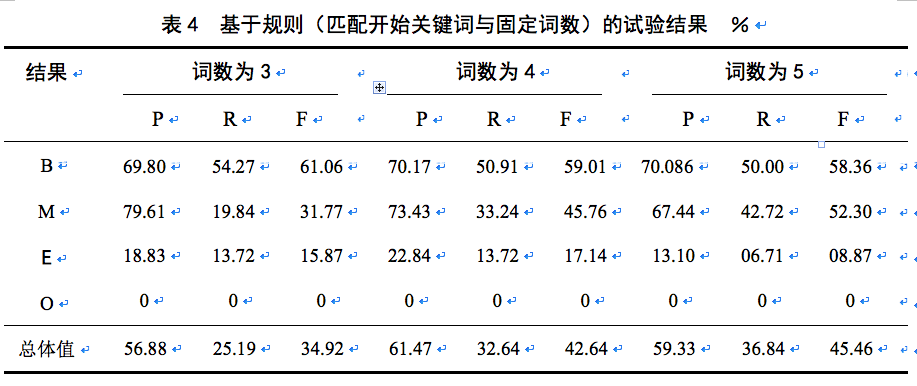 表 4 基于规则（匹配开始关键词与固定词数）的试验结果 %
结果 词数为 3 词数为 4 词数为 5
P R F P R F P R F
B 69.80 54.27 61.06 70.17 50.91 59.01 70.086 50.00 58.36
M 79.61 19.84 31.77 73.43 33.24 45.76 67.44 42.72 52.30
E 18.83 13.72 15.87 22.84 13.72 17.14 13.10 06.71 08.87
O 0 0 0 0 0 0 0 0 0
总体值 56.88 25.19 34.92 61.47 32.64 42.64 59.33 36.84 45.46